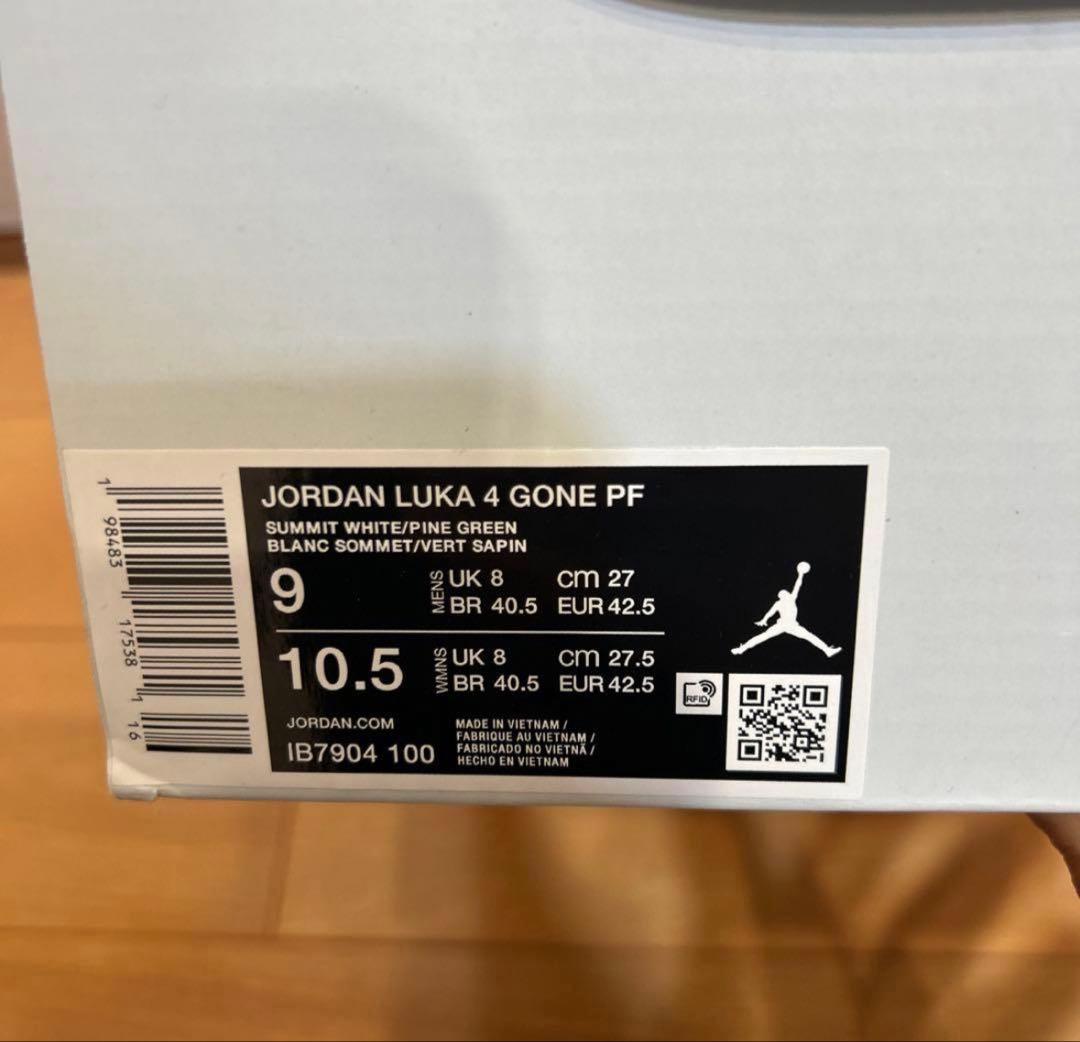 JORDAN LUKA 4 GONE PF
SUMMIT WHITE/PINE GREEN
BLANC SOMMET/VERT SAPIN
9 MENS UK 8 cm 27
BR 40.5 EUR 42.5
10.5 WMNS UK 8 cm 27.5
BR 40.5 EUR 42.5
RFID
JORDAN.COM
IB7904 100
MADE IN VIETNAM /
FABRIQUE AU VIETNAM /
FABRICADO NO VIETNÃ /
HECHO EN VIETNAM
1 98483 17538 1 16